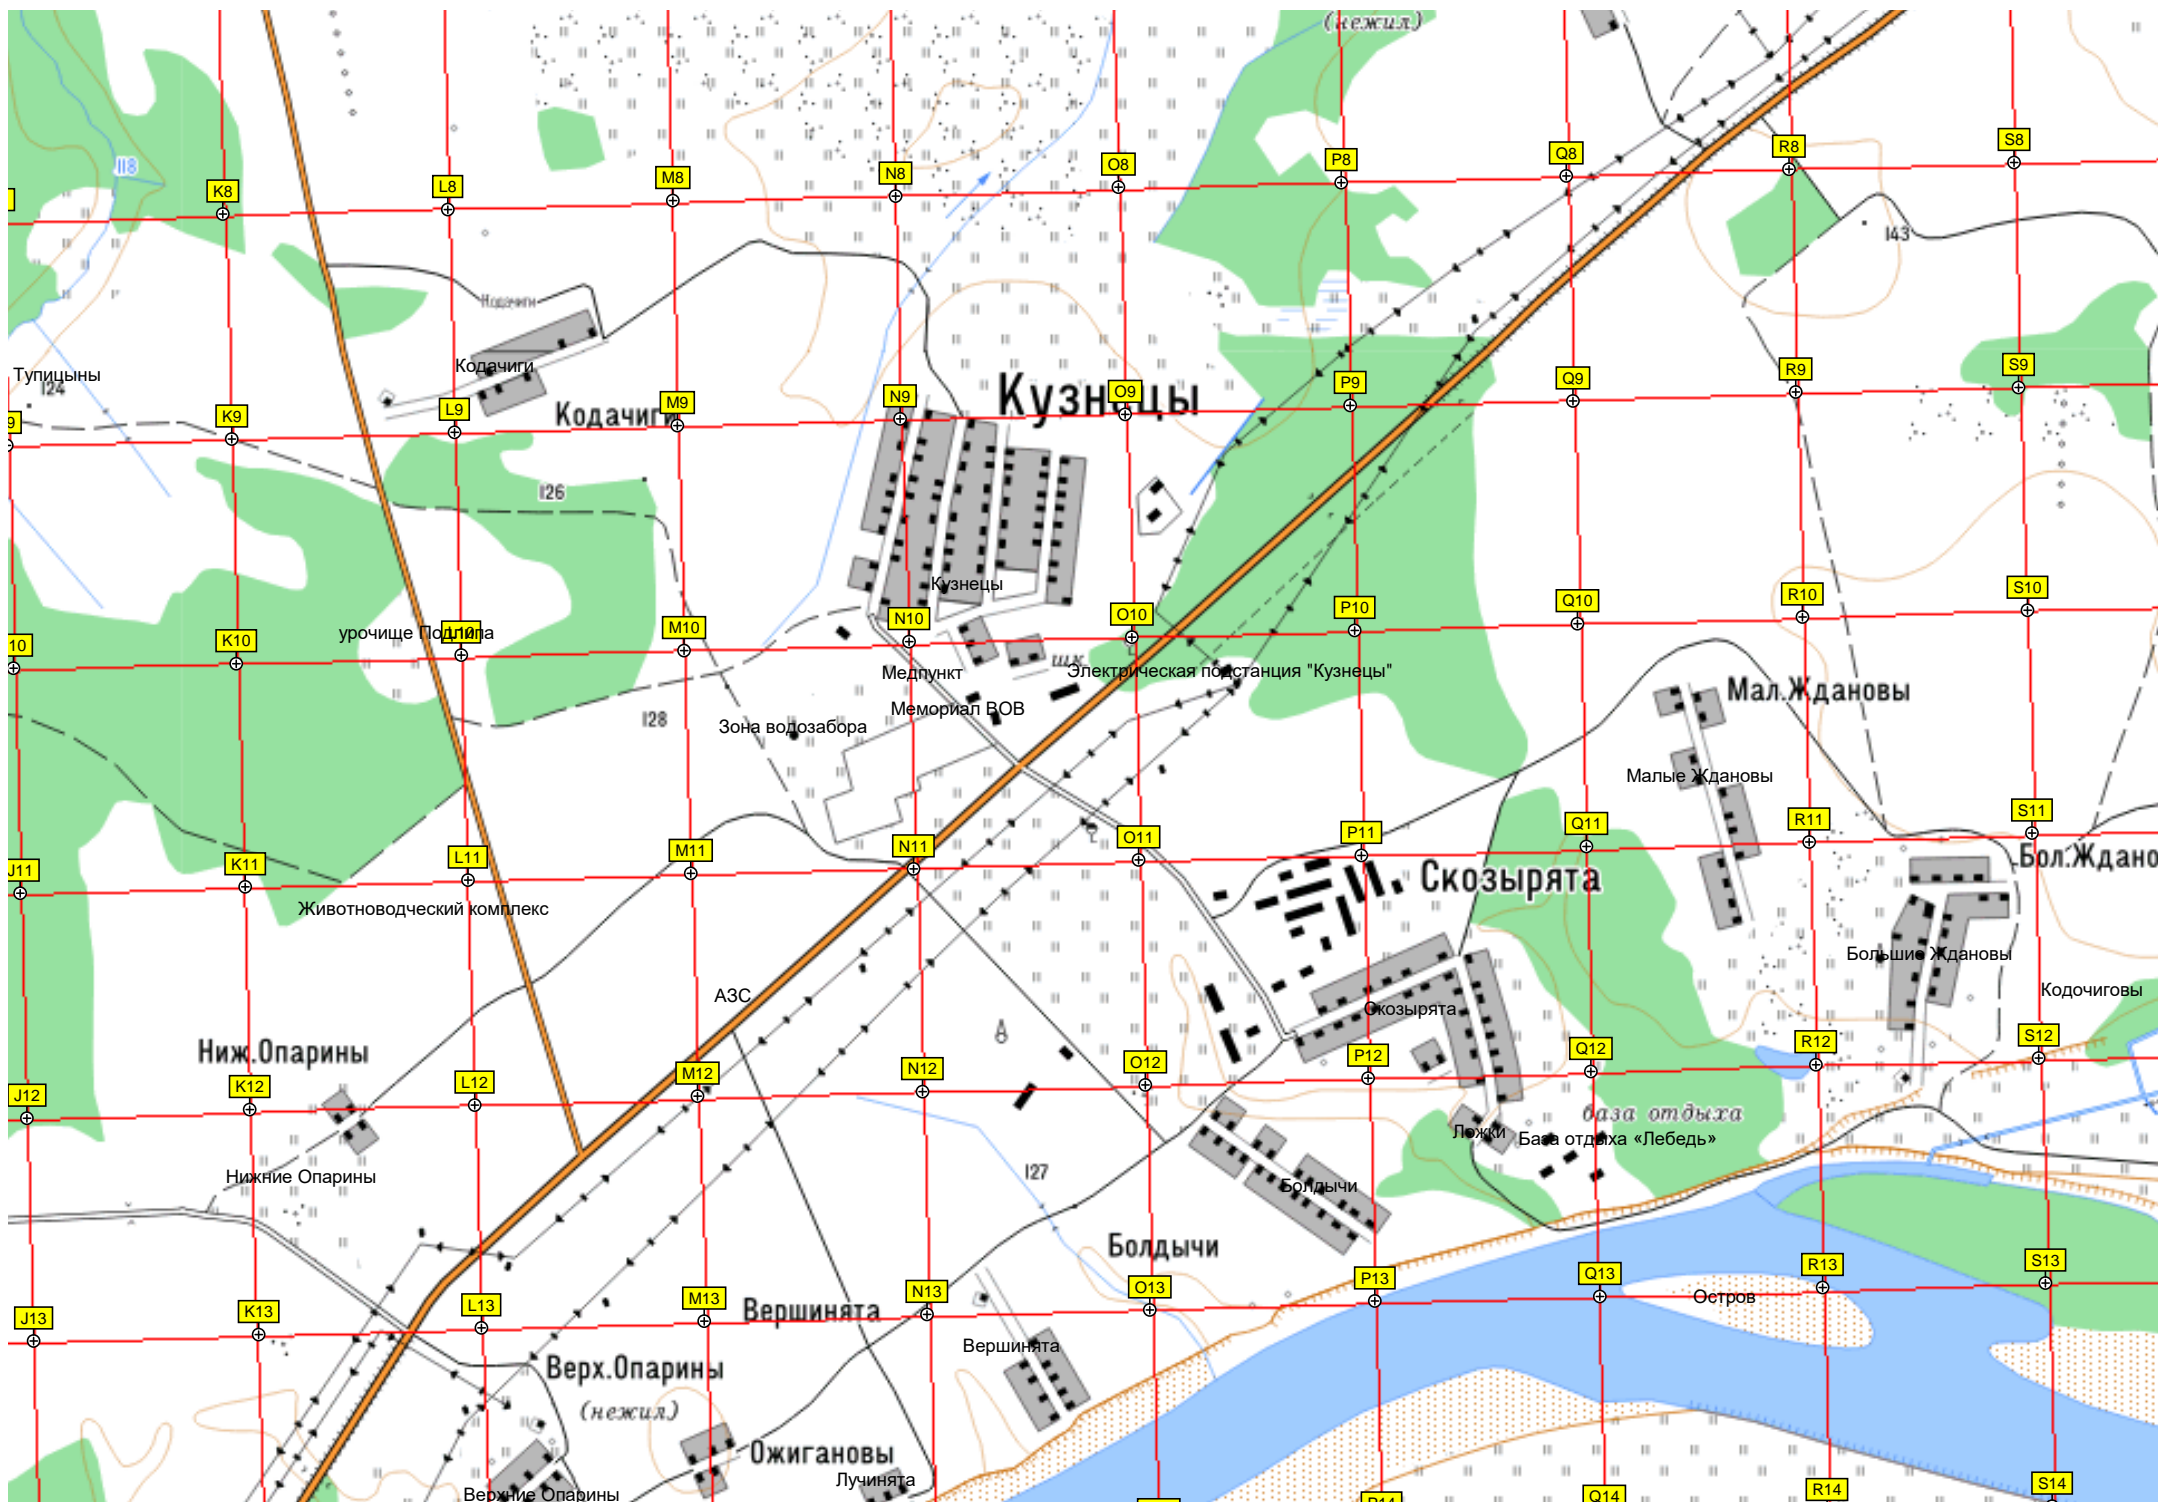 (нежил)
118
K8
L8
M8
N8
O8
P8
Q8
R8
S8
143
Кодачиги
Тупицыны
124
Кодачиги
Кодачиги
Кузнецы
9
K9
L9
M9
N9
O9
P9
Q9
R9
S9
126
Кузнецы
10
K10
урочище Подлипа
L10
M10
N10
O10
P10
Q10
R10
S10
шк.
Медпункт
Электрическая подстанция "Кузнецы"
Мал.Ждановы
128
Зона водозабора
Мемориал ВОВ
Малые Ждановы
J11
K11
L11
M11
N11
O11
P11
Q11
R11
S11
Скозырята
Бол.Ждано
Животноводческий комплекс
Большие Ждановы
АЗС
Скозырята
Кодочиговы
Ниж.Опарины
J12
K12
L12
M12
N12
O12
P12
Q12
R12
S12
база отдыха
Ложки
База отдыха «Лебедь»
Нижние Опарины
127
Болдычи
Болдычи
J13
K13
L13
M13
N13
O13
P13
Q13
R13
S13
Вершинята
Остров
Вершинята
Верх.Опарины
(нежил)
Ожигановы
Лучинята
Верхние Опарины
P14
Q14
R14
S14